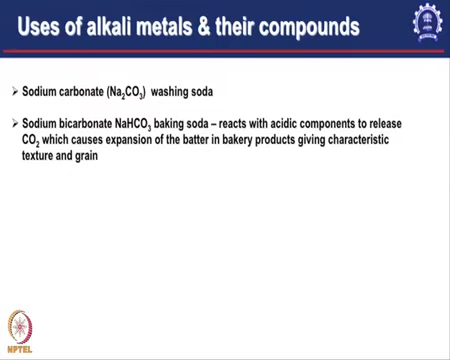 Uses of alkali metals & their compounds
➢ Sodium carbonate (Na₂CO₃) washing soda
➢ Sodium bicarbonate NaHCO₃ baking soda – reacts with acidic components to release
CO₂ which causes expansion of the batter in bakery products giving characteristic
texture and grain
NPTEL